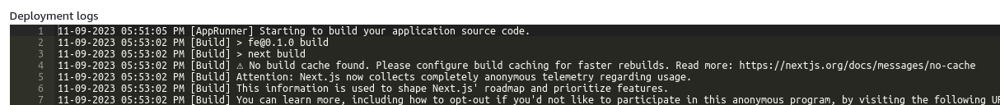 Deployment logs
1 11-09-2023 05:51:05 PM [AppRunner] Starting to build your application source code.
2 11-09-2023 05:53:02 PM [Build] > fe@0.1.0 build
3 11-09-2023 05:53:02 PM [Build] > next build
4 11-09-2023 05:53:02 PM [Build] ⚠ No build cache found. Please configure build caching for faster rebuilds. Read more: https://nextjs.org/docs/messages/no-cache
5 11-09-2023 05:53:02 PM [Build] Attention: Next.js now collects completely anonymous telemetry regarding usage.
6 11-09-2023 05:53:02 PM [Build] This information is used to shape Next.js' roadmap and prioritize features.
7 11-09-2023 05:53:02 PM [Build] You can learn more, including how to opt-out if you'd not like to participate in this anonymous program, by visiting the following